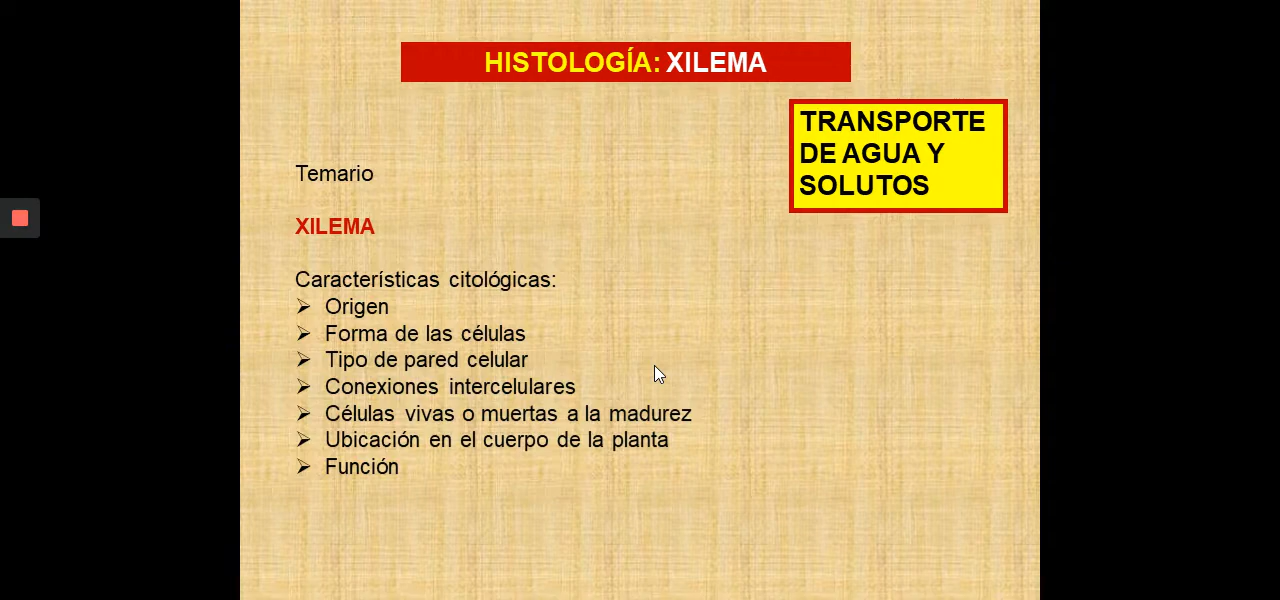 HISTOLOGÍA: XILEMA
TRANSPORTE
DE AGUA Y
SOLUTOS
Temario
XILEMA
Características citológicas:
Origen
Forma de las células
Tipo de pared celular
Conexiones intercelulares
Células vivas o muertas a la madurez
Ubicación en el cuerpo de la planta
Función